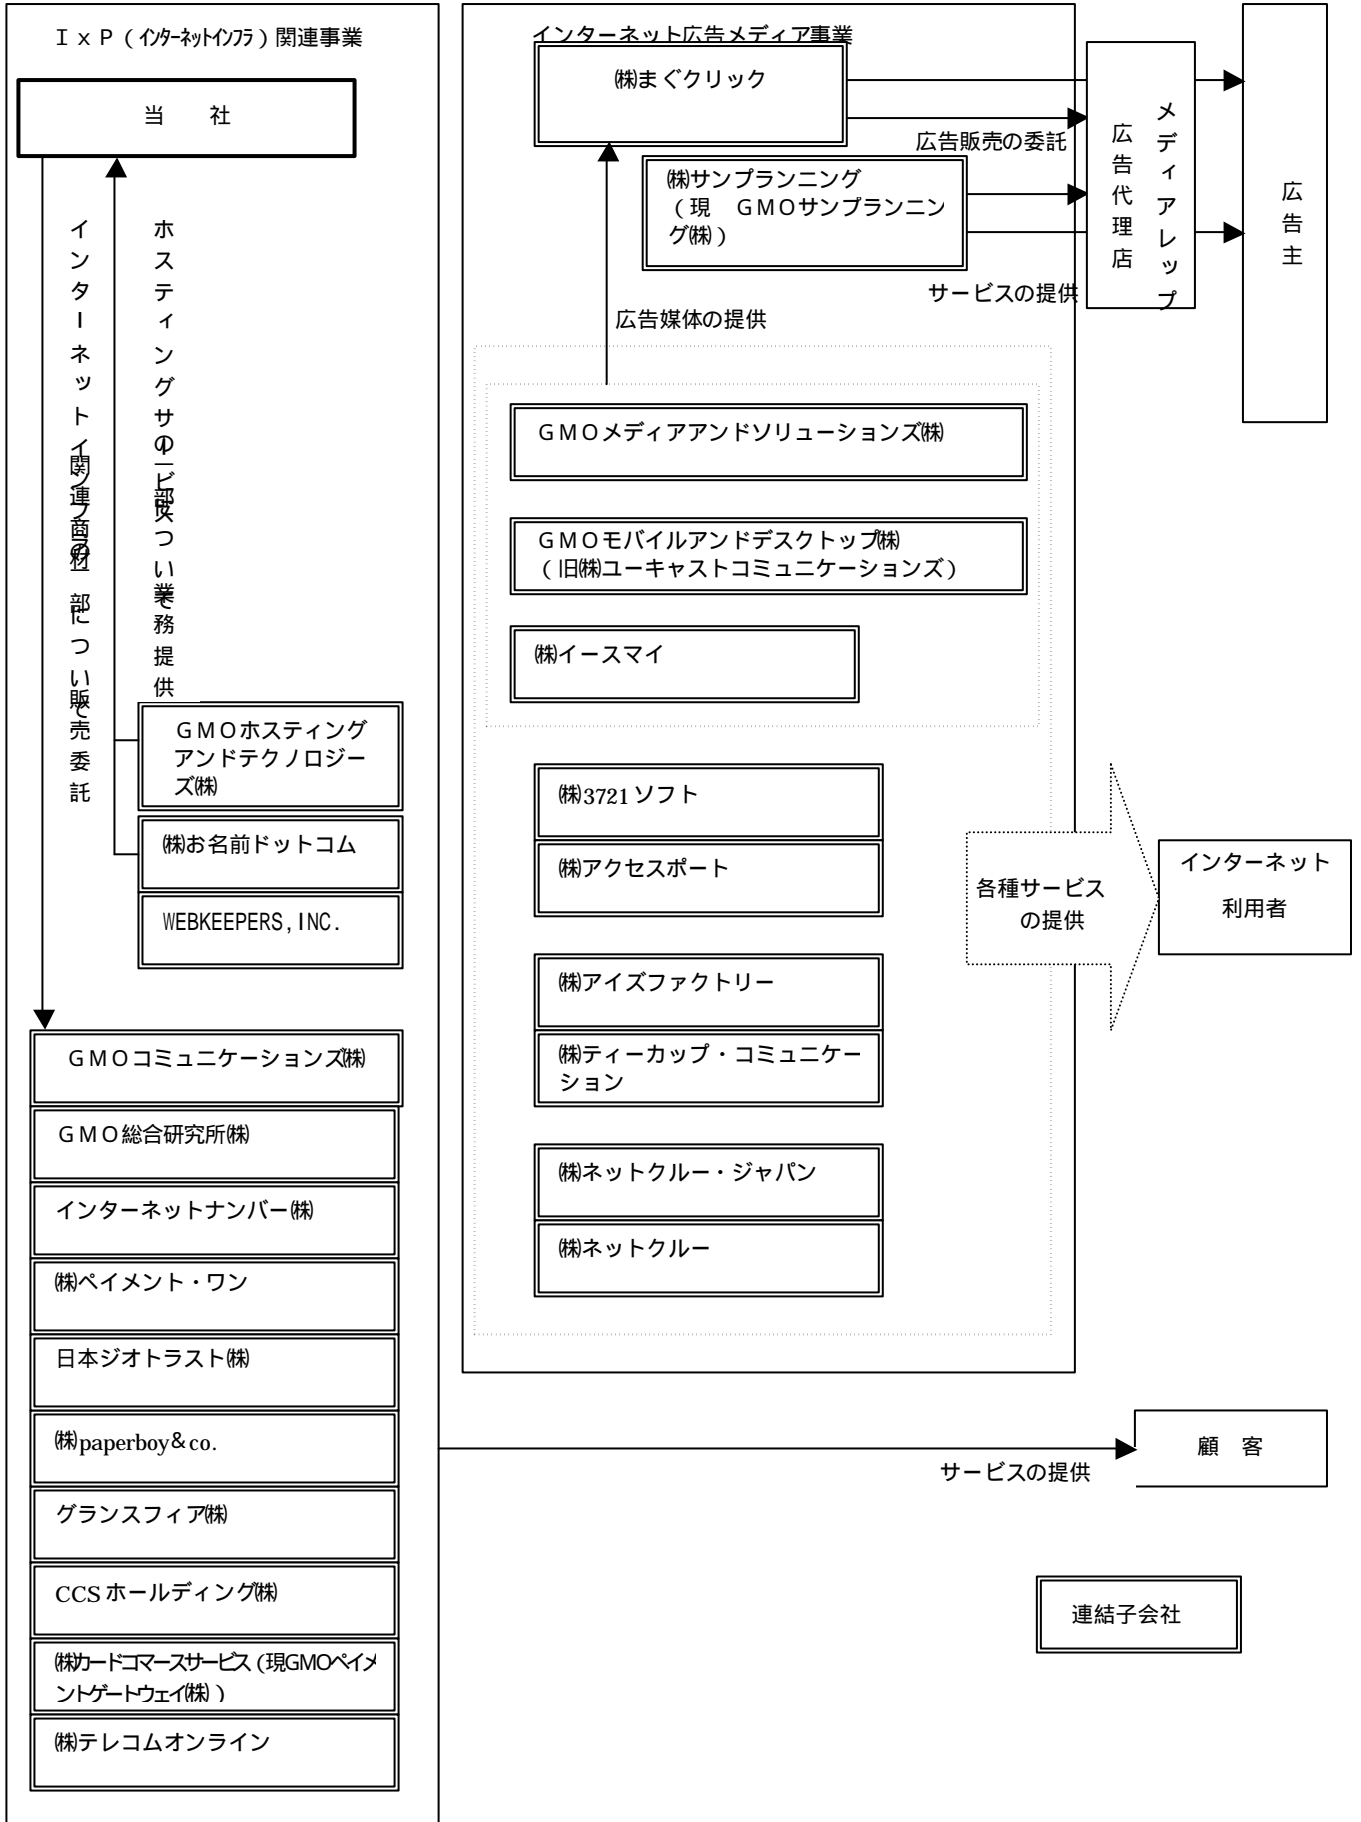 ＩｘＰ（インターネットインフラ）関連事業
当　　社
インターネットインフラ関連商材の一部について販売委託
ホスティングサービスの一部について業務提供
ＧＭＯホスティング
アンドテクノロジー
ズ㈱
㈱お名前ドットコム
WEBKEEPERS,INC.
ＧＭＯコミュニケーションズ㈱
ＧＭＯ総合研究所㈱
インターネットナンバー㈱
㈱ペイメント・ワン
日本ジオトラスト㈱
㈱paperboy&co.
グランスフィア㈱
CCSホールディング㈱
㈱カードコマースサービス（現GMOペイメ
ントゲートウェイ㈱）
㈱テレコムオンライン
インターネット広告メディア事業
㈱まぐクリック
広告販売の委託
㈱サンプランニング
（現　ＧＭＯサンプランニン
グ㈱）
サービスの提供
広告媒体の提供
メディアレップ
広告代理店
広告主
ＧＭＯメディアアンドソリューションズ㈱
ＧＭＯモバイルアンドデスクトップ㈱
（旧㈱ユーキャストコミュニケーションズ）
㈱イースマイ
㈱3721ソフト
㈱アクセスポート
㈱アイズファクトリー
㈱ティーカップ・コミュニケー
ション
㈱ネットクルー・ジャパン
㈱ネットクルー
各種サービス
の提供
インターネット
利用者
サービスの提供
顧　客
連結子会社